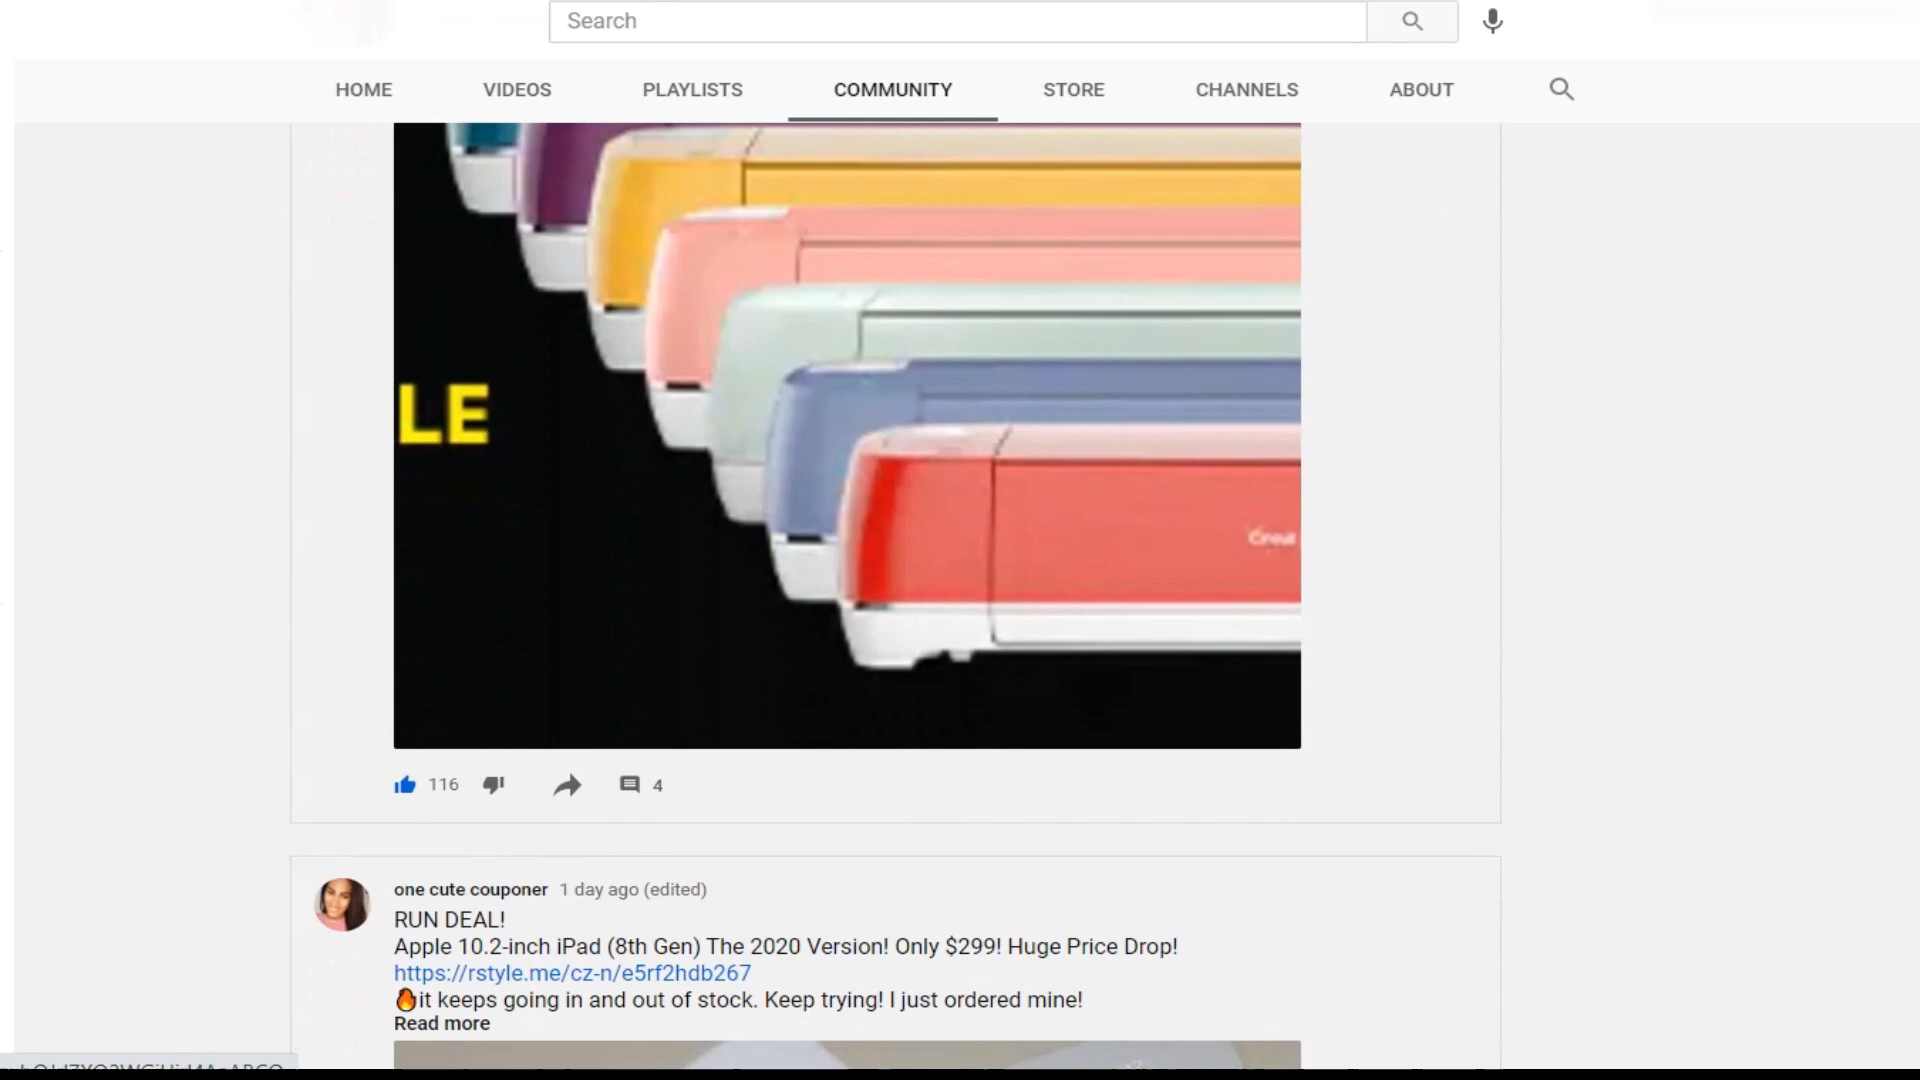 Search
HOME VIDEOS PLAYLISTS COMMUNITY STORE CHANNELS ABOUT
LE
Cricut
116 4
one cute couponer 1 day ago (edited)
RUN DEAL!
Apple 10.2-inch iPad (8th Gen) The 2020 Version! Only $299! Huge Price Drop!
https://rstyle.me/cz-n/e5rf2hdb267
🔥it keeps going in and out of stock. Keep trying! I just ordered mine!
Read more